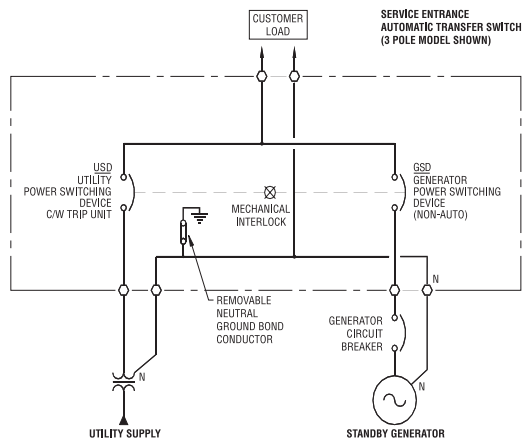 CUSTOMER
LOAD
SERVICE ENTRANCE
AUTOMATIC TRANSFER SWITCH
(3 POLE MODEL SHOWN)
USD
UTILITY
POWER SWITCHING
DEVICE
C/W TRIP UNIT
MECHANICAL
INTERLOCK
GSD
GENERATOR
POWER SWITCHING
DEVICE
(NON-AUTO)
REMOVABLE
NEUTRAL
GROUND BOND
CONDUCTOR
N
GENERATOR
CIRCUIT
BREAKER
N
N
UTILITY SUPPLY
STANDBY GENERATOR